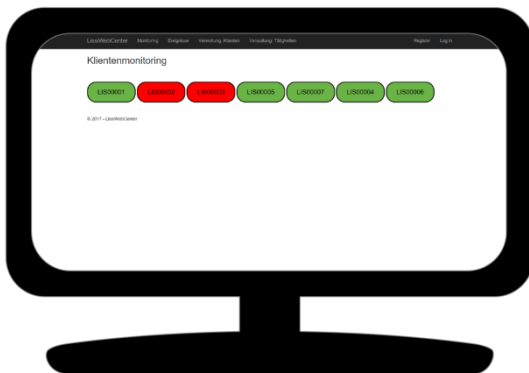 LissWebCenter Monitoring Ereignisse Verwaltung Klienten Verwaltung Tätigkeiten Register Log in
Klientenmonitoring
LIS00001 LIS00002 LIS00003 LIS00005 LIS00007 LIS00004 LIS00006
© 2017 - LissWebCenter